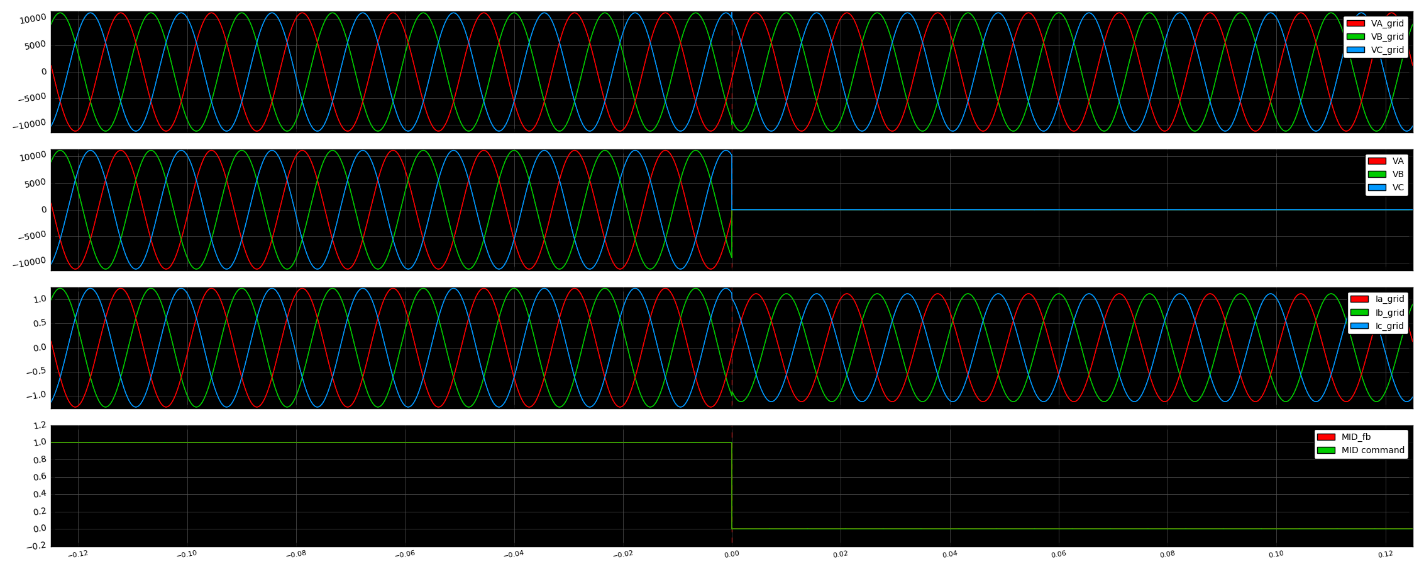 10000
5000
0
−5000
−10000
VA_grid
VB_grid
VC_grid
10000
5000
0
−5000
−10000
VA
VB
VC
1.0
0.5
0.0
−0.5
−1.0
Ia_grid
Ib_grid
Ic_grid
1.2
1.0
0.8
0.6
0.4
0.2
0.0
−0.2
MID_fb
MID command
−0.12 −0.10 −0.08 −0.06 −0.04 −0.02 0.00 0.02 0.04 0.06 0.08 0.10 0.12